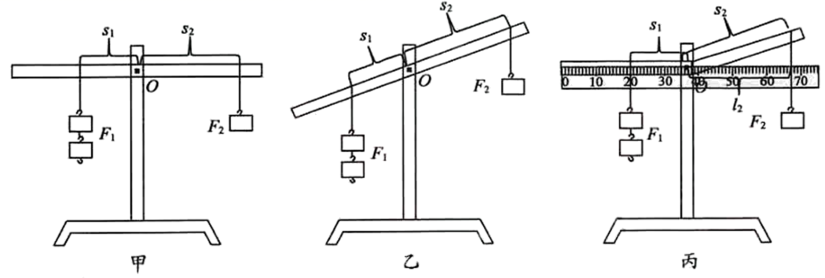 s₁ s₂
O
F₁ F₂
甲
s₁ s₂
O
F₂
F₁
乙
s₁ s₂
O
0 10 20 30 40 50 60 70
l₂
F₁ F₂
丙